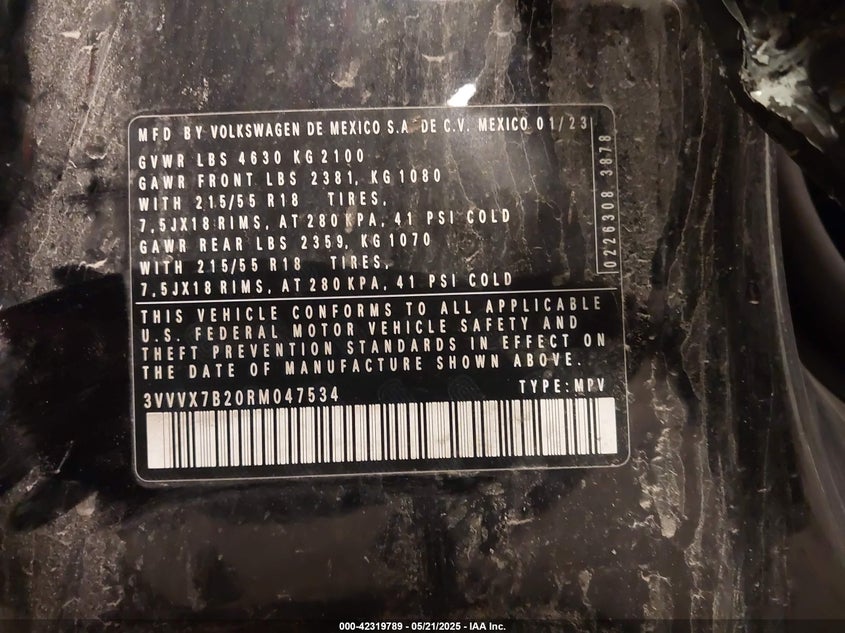 MFD BY VOLKSWAGEN DE MEXICO S.A. DE C.V. MEXICO 01/23
GVWR LBS 4630 KG 2100
GAWR FRONT LBS 2381, KG 1080
WITH 215/55 R18 TIRES,
7.5JX18 RIMS, AT 280 KPA, 41 PSI COLD
GAWR REAR LBS 2359, KG 1070
WITH 215/55 R18 TIRES,
7.5JX18 RIMS, AT 280 KPA, 41 PSI COLD
0226308 3878
THIS VEHICLE CONFORMS TO ALL APPLICABLE
U.S. FEDERAL MOTOR VEHICLE SAFETY AND
THEFT PREVENTION STANDARDS IN EFFECT ON
THE DATE OF MANUFACTURE SHOWN ABOVE.
3VVVX7B20RM047534 TYPE: MPV
000-42319789 - 05/21/2025 - IAA Inc.